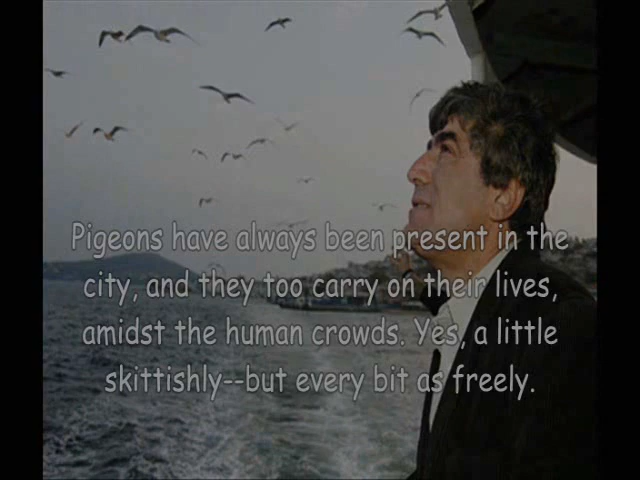 Pigeons have always been present in the
city, and they too carry on their lives,
amidst the human crowds. Yes, a little
skittishly--but every bit as freely.